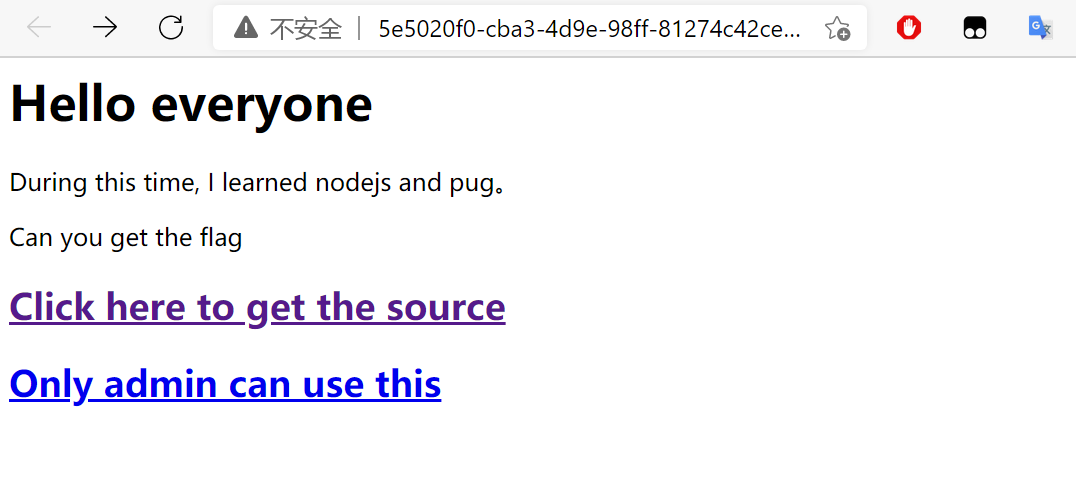 不安全 5e5020f0-cba3-4d9e-98ff-81274c42ce...
Hello everyone
During this time, I learned nodejs and pug。
Can you get the flag
Click here to get the source
Only admin can use this